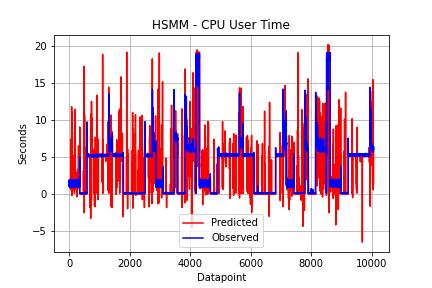 HSMM - CPU User Time
20
15
10
5
0
−5
Seconds
Predicted
Observed
0
2000
4000
6000
8000
10000
Datapoint